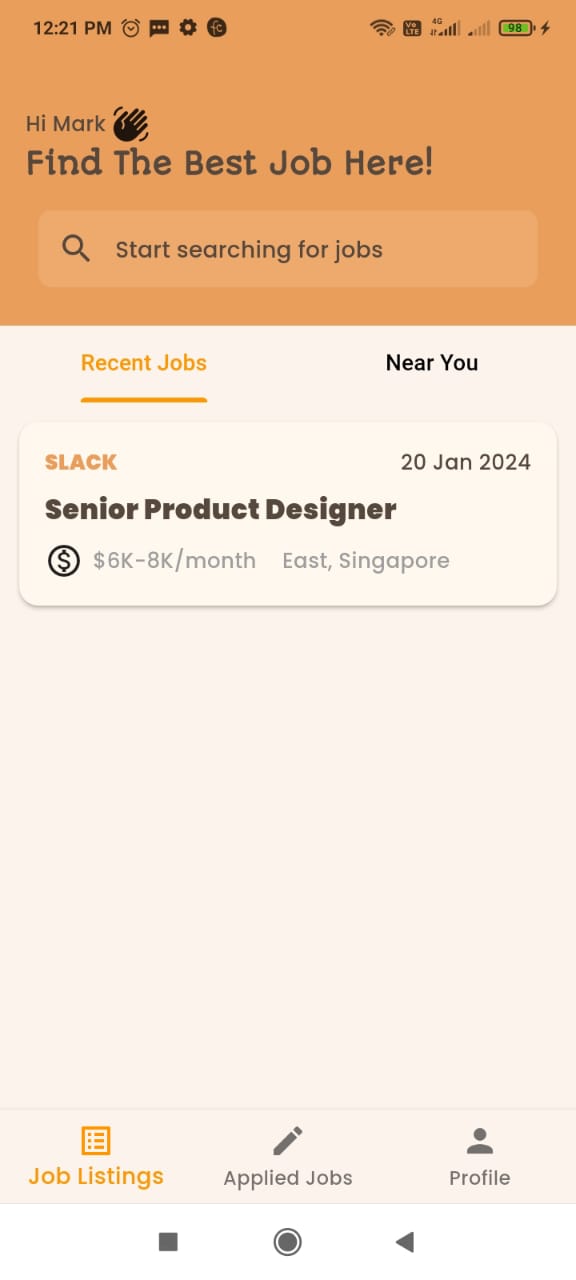 12:21 PM
Vo LTE 4G 98
Hi Mark
Find The Best Job Here!
Start searching for jobs
Recent Jobs Near You
SLACK 20 Jan 2024
Senior Product Designer
$6K-8K/month East, Singapore
Job Listings Applied Jobs Profile